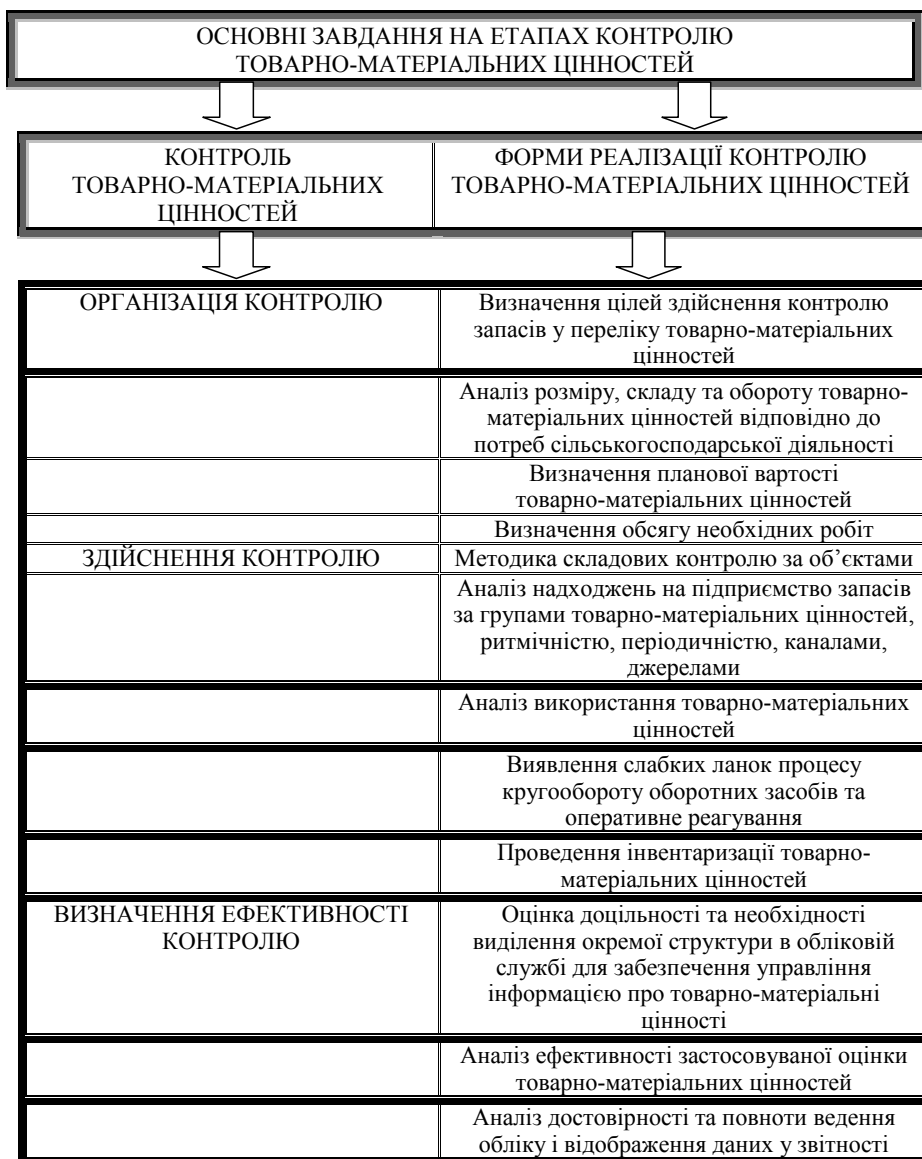 ОСНОВНІ ЗАВДАННЯ НА ЕТАПАХ КОНТРОЛЮ
ТОВАРНО-МАТЕРІАЛЬНИХ ЦІННОСТЕЙ
КОНТРОЛЬ
ТОВАРНО-МАТЕРІАЛЬНИХ
ЦІННОСТЕЙ
ФОРМИ РЕАЛІЗАЦІЇ КОНТРОЛЮ
ТОВАРНО-МАТЕРІАЛЬНИХ ЦІННОСТЕЙ
ОРГАНІЗАЦІЯ КОНТРОЛЮ
Визначення цілей здійснення контролю
запасів у переліку товарно-матеріальних
цінностей
Аналіз розміру, складу та обороту товарно-
матеріальних цінностей відповідно до
потреб сільськогосподарської діяльності
Визначення планової вартості
товарно-матеріальних цінностей
Визначення обсягу необхідних робіт
ЗДІЙСНЕННЯ КОНТРОЛЮ
Методика складових контролю за об’єктами
Аналіз надходжень на підприємство запасів
за групами товарно-матеріальних цінностей,
ритмічністю, періодичністю, каналами,
джерелами
Аналіз використання товарно-матеріальних
цінностей
Виявлення слабких ланок процесу
кругообороту оборотних засобів та
оперативне реагування
Проведення інвентаризації товарно-
матеріальних цінностей
ВИЗНАЧЕННЯ ЕФЕКТИВНОСТІ
КОНТРОЛЮ
Оцінка доцільності та необхідності
виділення окремої структури в обліковій
службі для забезпечення управління
інформацією про товарно-матеріальні
цінності
Аналіз ефективності застосовуваної оцінки
товарно-матеріальних цінностей
Аналіз достовірності та повноти ведення
обліку і відображення даних у звітності